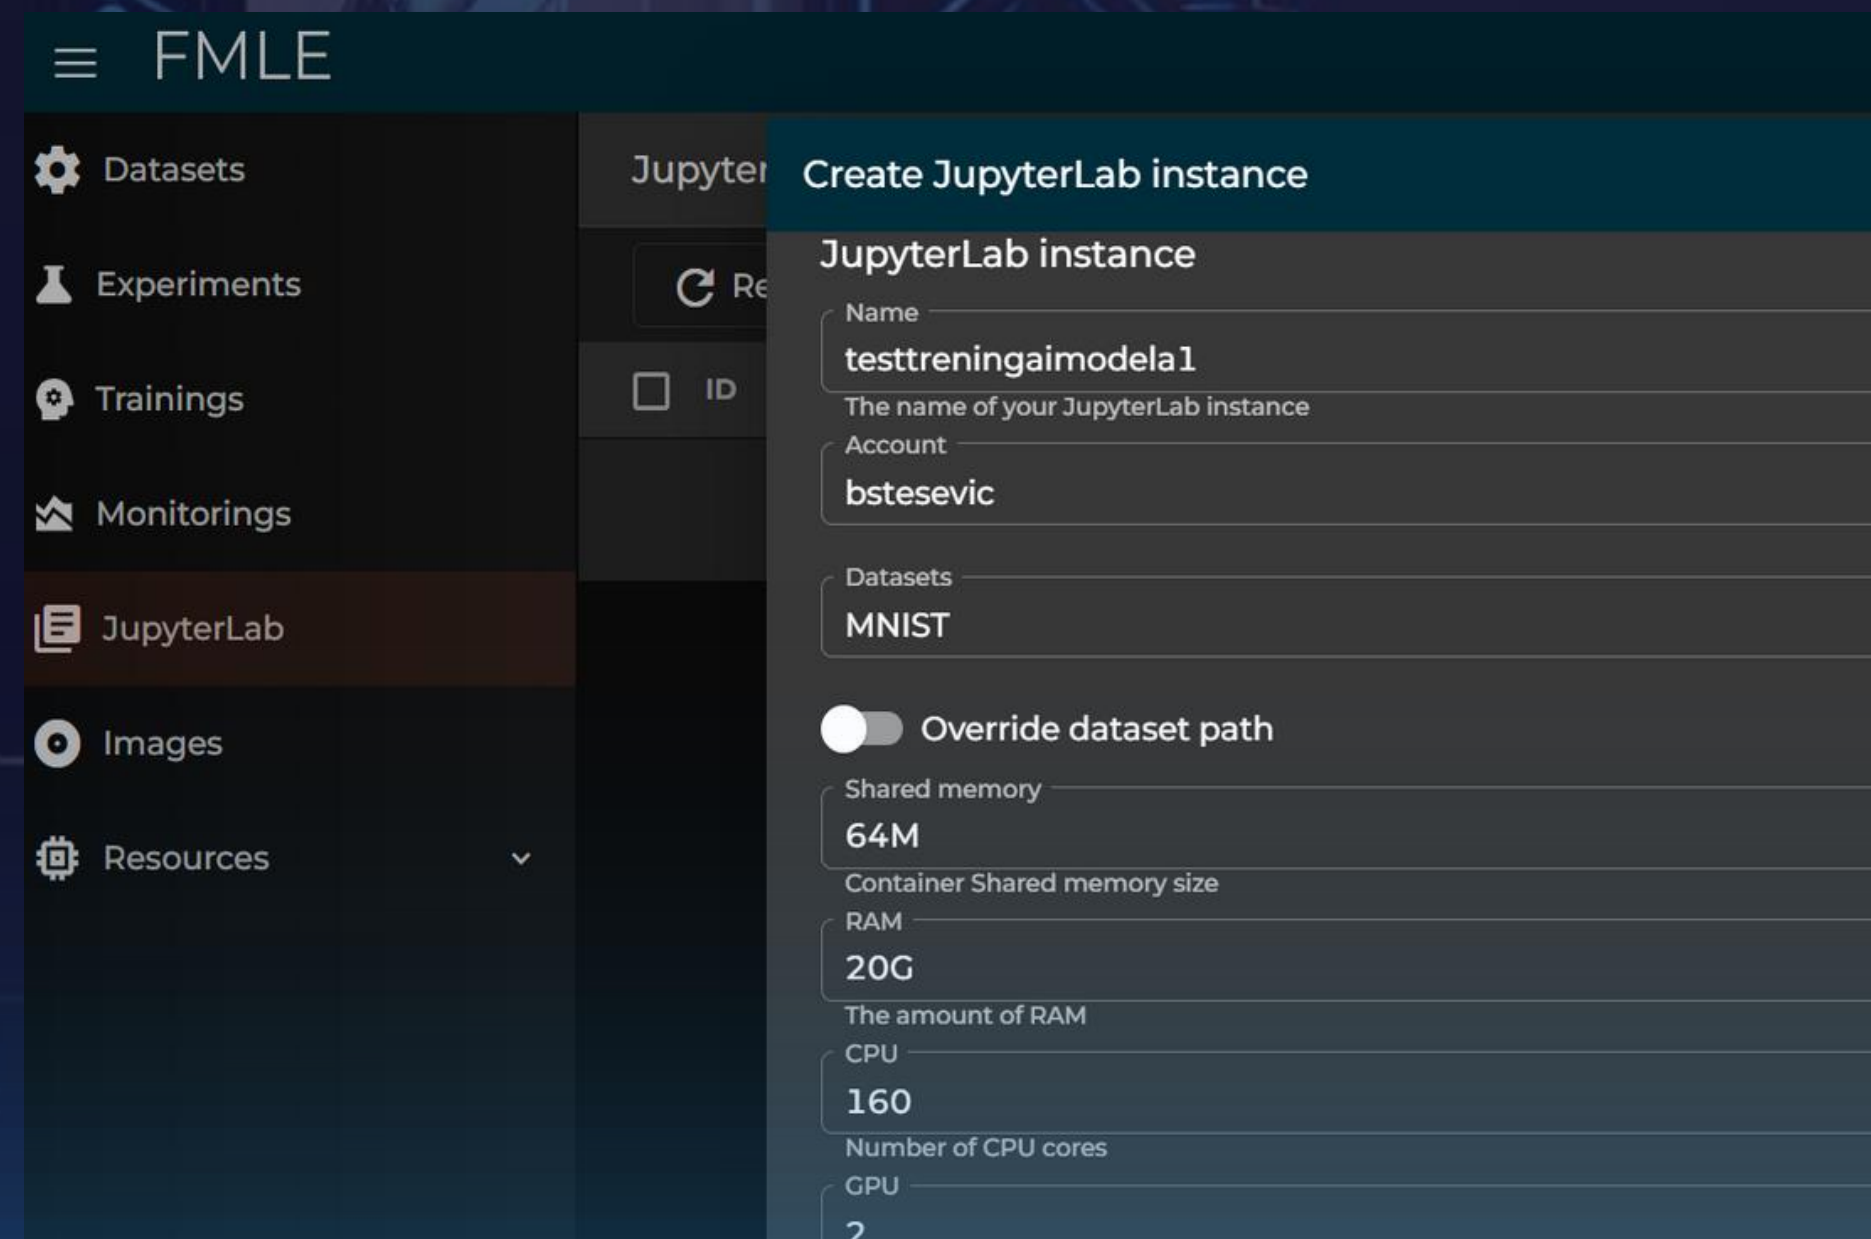 FMLE
Datasets
Experiments
Trainings
Monitorings
JupyterLab
Images
Resources
Jupyter
Re
ID
Create JupyterLab instance
JupyterLab instance
Name
testtreningaimodela1
The name of your JupyterLab instance
Account
bstesevic
Datasets
MNIST
Override dataset path
Shared memory
64M
Container Shared memory size
RAM
20G
The amount of RAM
CPU
160
Number of CPU cores
GPU
2